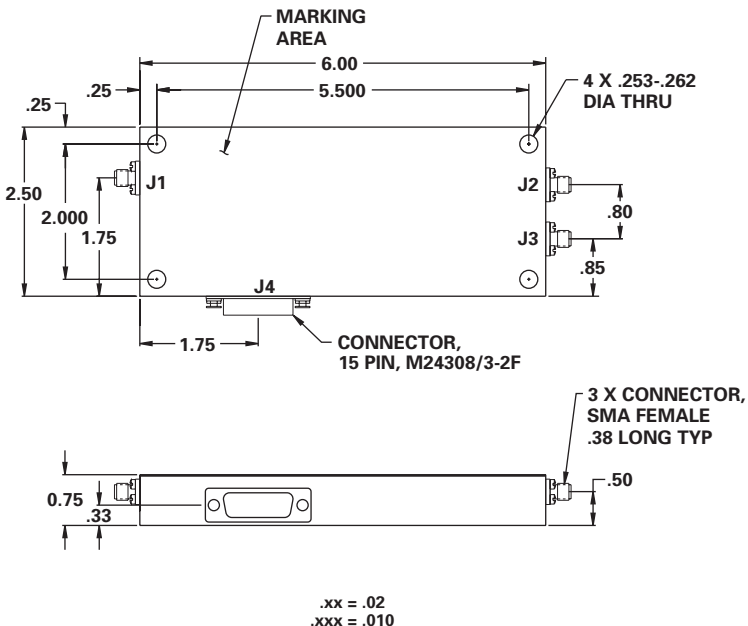 MARKING
AREA
6.00
.25
5.500
4 X .253-.262
DIA THRU
.25
J1
J2
2.50
2.000
.80
1.75
J3
.85
J4
1.75
CONNECTOR,
15 PIN, M24308/3-2F
3 X CONNECTOR,
SMA FEMALE
.38 LONG TYP
0.75
.33
.50
.xx = .02
.xxx = .010